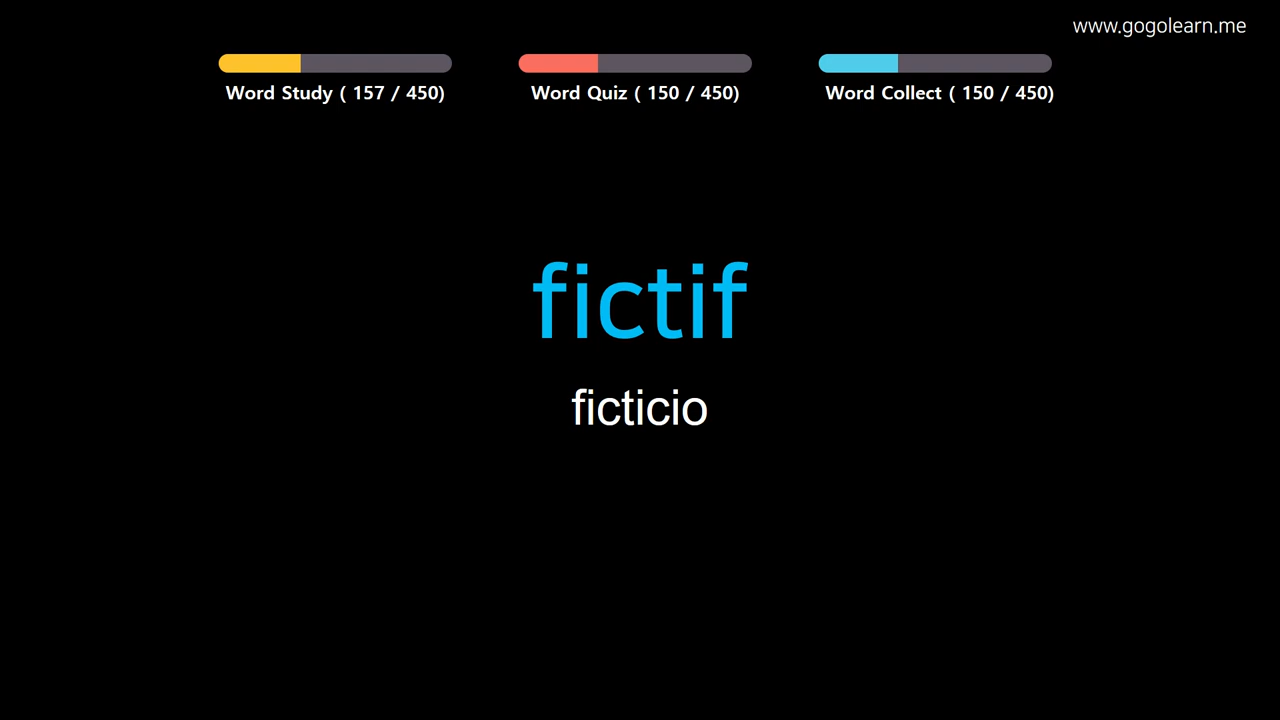 www.gogolearn.me
Word Study ( 157 / 450)
Word Quiz ( 150 / 450)
Word Collect ( 150 / 450)
fictif
ficticio